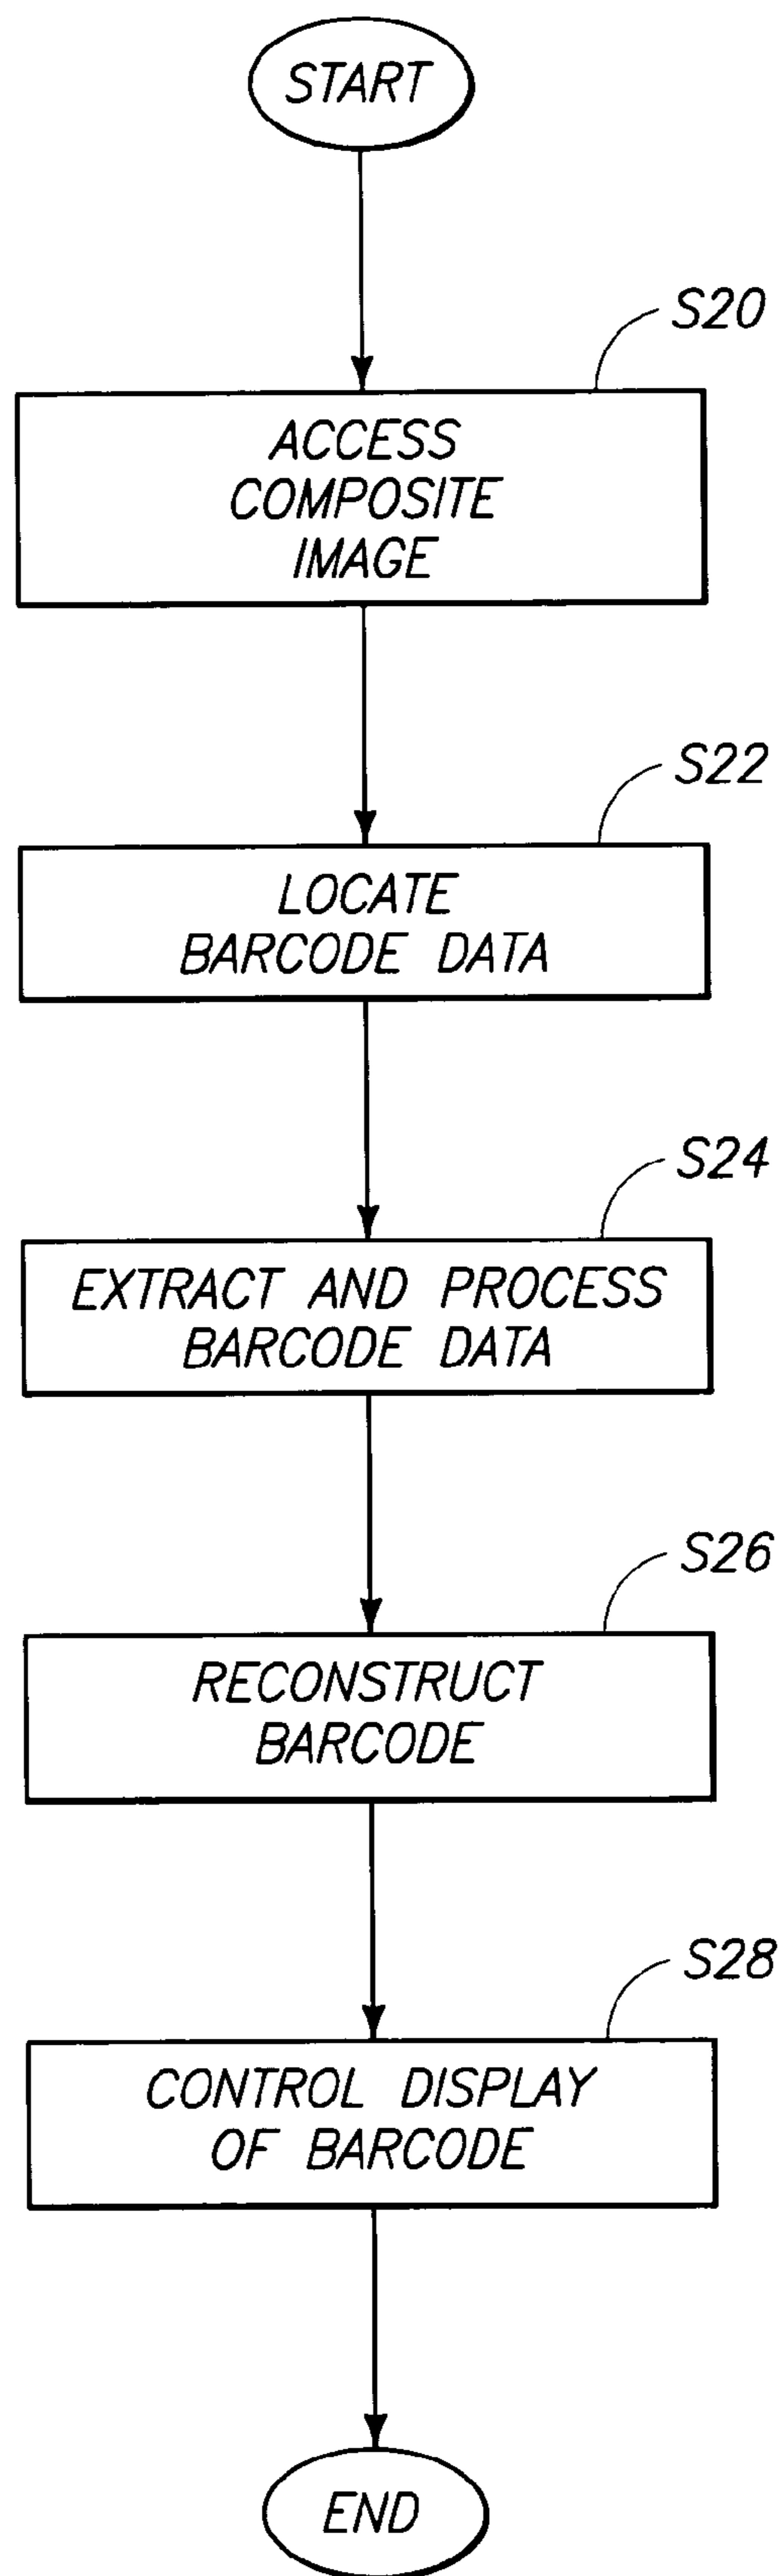 START
S20
ACCESS
COMPOSITE
IMAGE
S22
LOCATE
BARCODE DATA
S24
EXTRACT AND PROCESS
BARCODE DATA
S26
RECONSTRUCT
BARCODE
S28
CONTROL DISPLAY
OF BARCODE
END